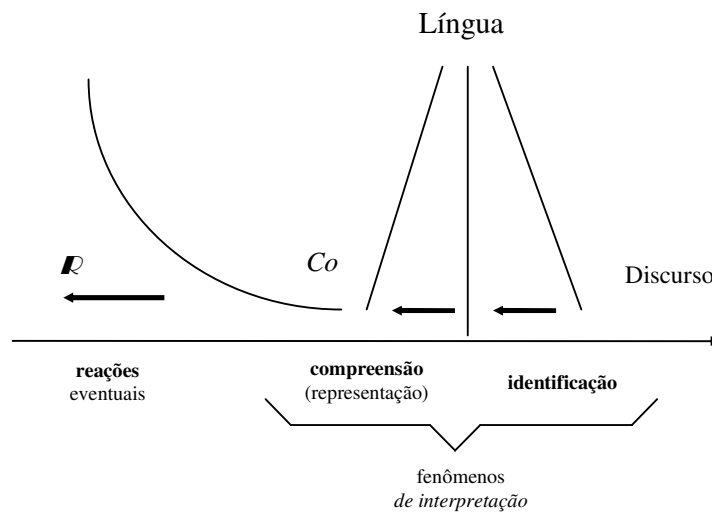 Língua
R
Co
Discurso
reações
eventuais
compreensão
(representação)
identificação
fenômenos
de interpretação